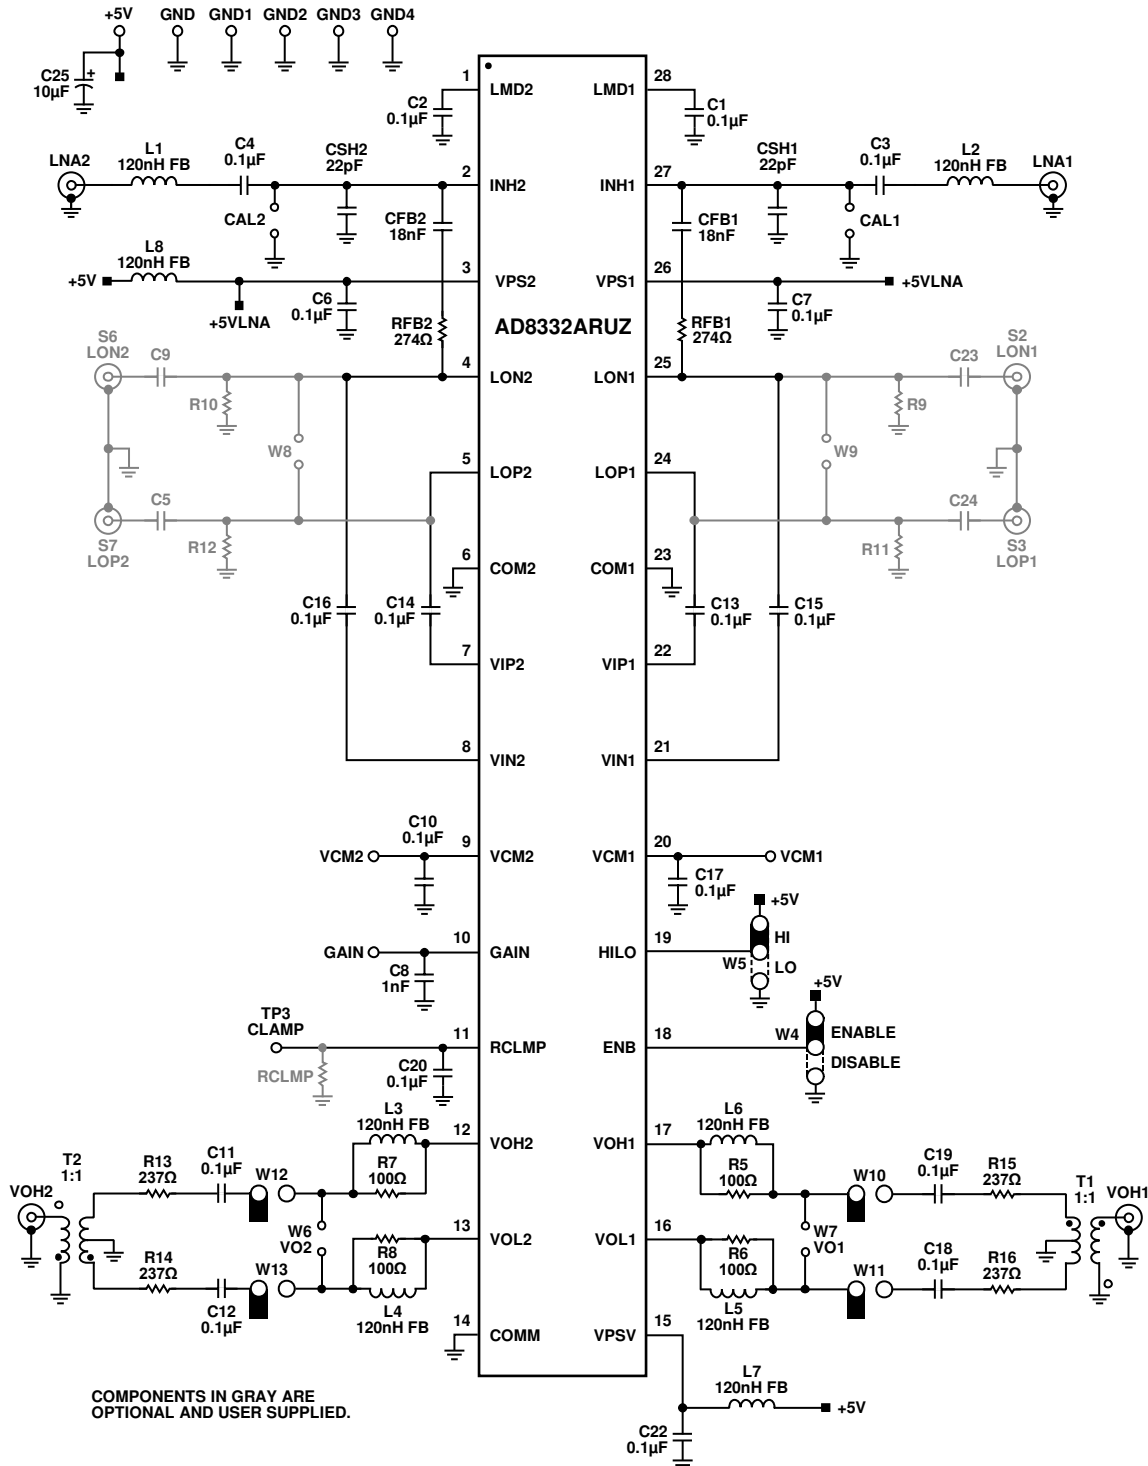 +5V
GND GND1 GND2 GND3 GND4
C25
10µF
+
1 LMD2
C2
0.1µF
28 LMD1
C1
0.1µF
LNA2
L1
120nH FB
C4
0.1µF
CSH2
22pF
2 INH2
CAL2
CFB2
18nF
27 INH1
CSH1
22pF
C3
0.1µF
L2
120nH FB
LNA1
CFB1
18nF
CAL1
L8
120nH FB
+5V
+5VLNA
C6
0.1µF
3 VPS2
26 VPS1
C7
0.1µF
+5VLNA
AD8332ARUZ
RFB2
274Ω
RFB1
274Ω
S6
LON2
C9
R10
W8
4 LON2
25 LON1
S2
LON1
C23
R9
W9
5 LOP2
24 LOP1
C5
R12
S7
LOP2
C24
R11
S3
LOP1
6 COM2
23 COM1
C16
0.1µF
C14
0.1µF
C13
0.1µF
C15
0.1µF
7 VIP2
22 VIP1
8 VIN2
21 VIN1
C10
0.1µF
VCM2
9 VCM2
20 VCM1
VCM1
C17
0.1µF
GAIN
10 GAIN
C8
1nF
19 HILO
+5V
HI
W5
LO
TP3
CLAMP
RCLMP
11 RCLMP
C20
0.1µF
18 ENB
+5V
W4
ENABLE
DISABLE
L3
120nH FB
12 VOH2
R7
100Ω
17 VOH1
L6
120nH FB
R5
100Ω
T2
1:1
VOH2
R13
237Ω
C11
0.1µF
W12
W6
VO2
R14
237Ω
C12
0.1µF
W13
13 VOL2
R8
100Ω
L4
120nH FB
16 VOL1
R6
100Ω
L5
120nH FB
W10
C19
0.1µF
R15
237Ω
T1
1:1
VOH1
W7
VO1
W11
C18
0.1µF
R16
237Ω
14 COMM
15 VPSV
L7
120nH FB
+5V
C22
0.1µF
COMPONENTS IN GRAY ARE
OPTIONAL AND USER SUPPLIED.